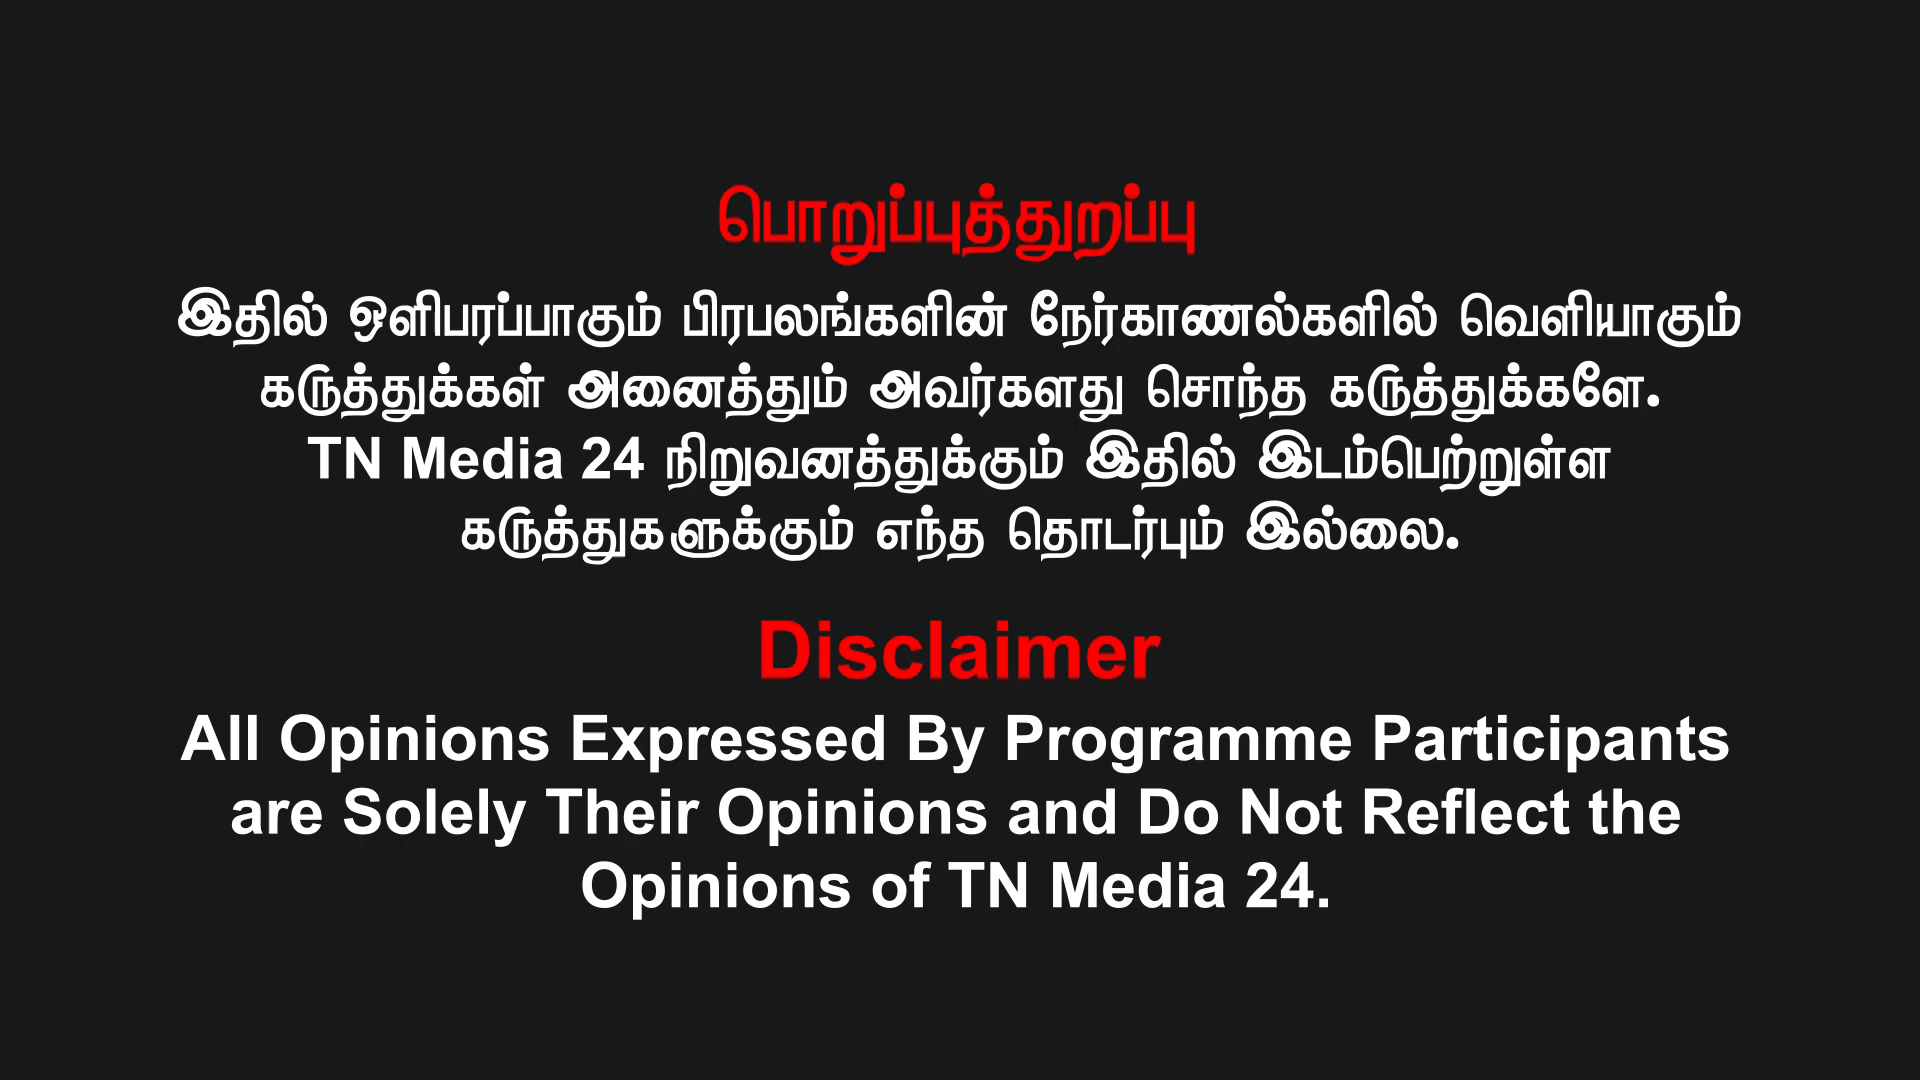 பொறுப்புத்துறப்பு
இதில் ஒளிபரப்பாகும் பிரபலங்களின் நேர்காணல்களில் வெளியாகும்
கருத்துக்கள் அனைத்தும் அவர்களது சொந்த கருத்துக்களே.
TN Media 24 நிறுவனத்துக்கும் இதில் இடம்பெற்றுள்ள
கருத்துகளுக்கும் எந்த தொடர்பும் இல்லை.
Disclaimer
All Opinions Expressed By Programme Participants
are Solely Their Opinions and Do Not Reflect the
Opinions of TN Media 24.